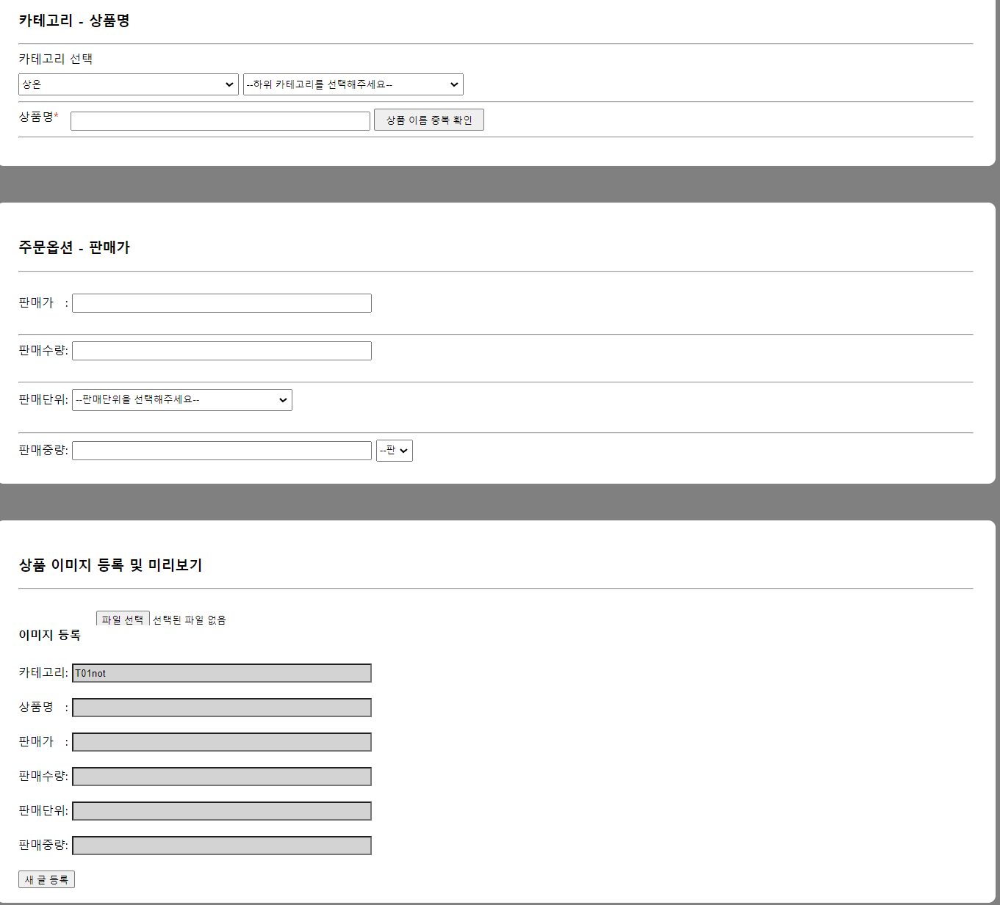 카테고리 - 상품명
카테고리 선택
상온 --하위 카테고리를 선택해주세요--
상품명* 상품 이름 중복 확인
주문옵션 - 판매가
판매가 :
판매수량:
판매단위: --판매단위을 선택해주세요--
판매중량: --판
상품 이미지 등록 및 미리보기
파일 선택 선택된 파일 없음
이미지 등록
카테고리: T01not
상품명 :
판매가 :
판매수량:
판매단위:
판매중량:
새 글 등록